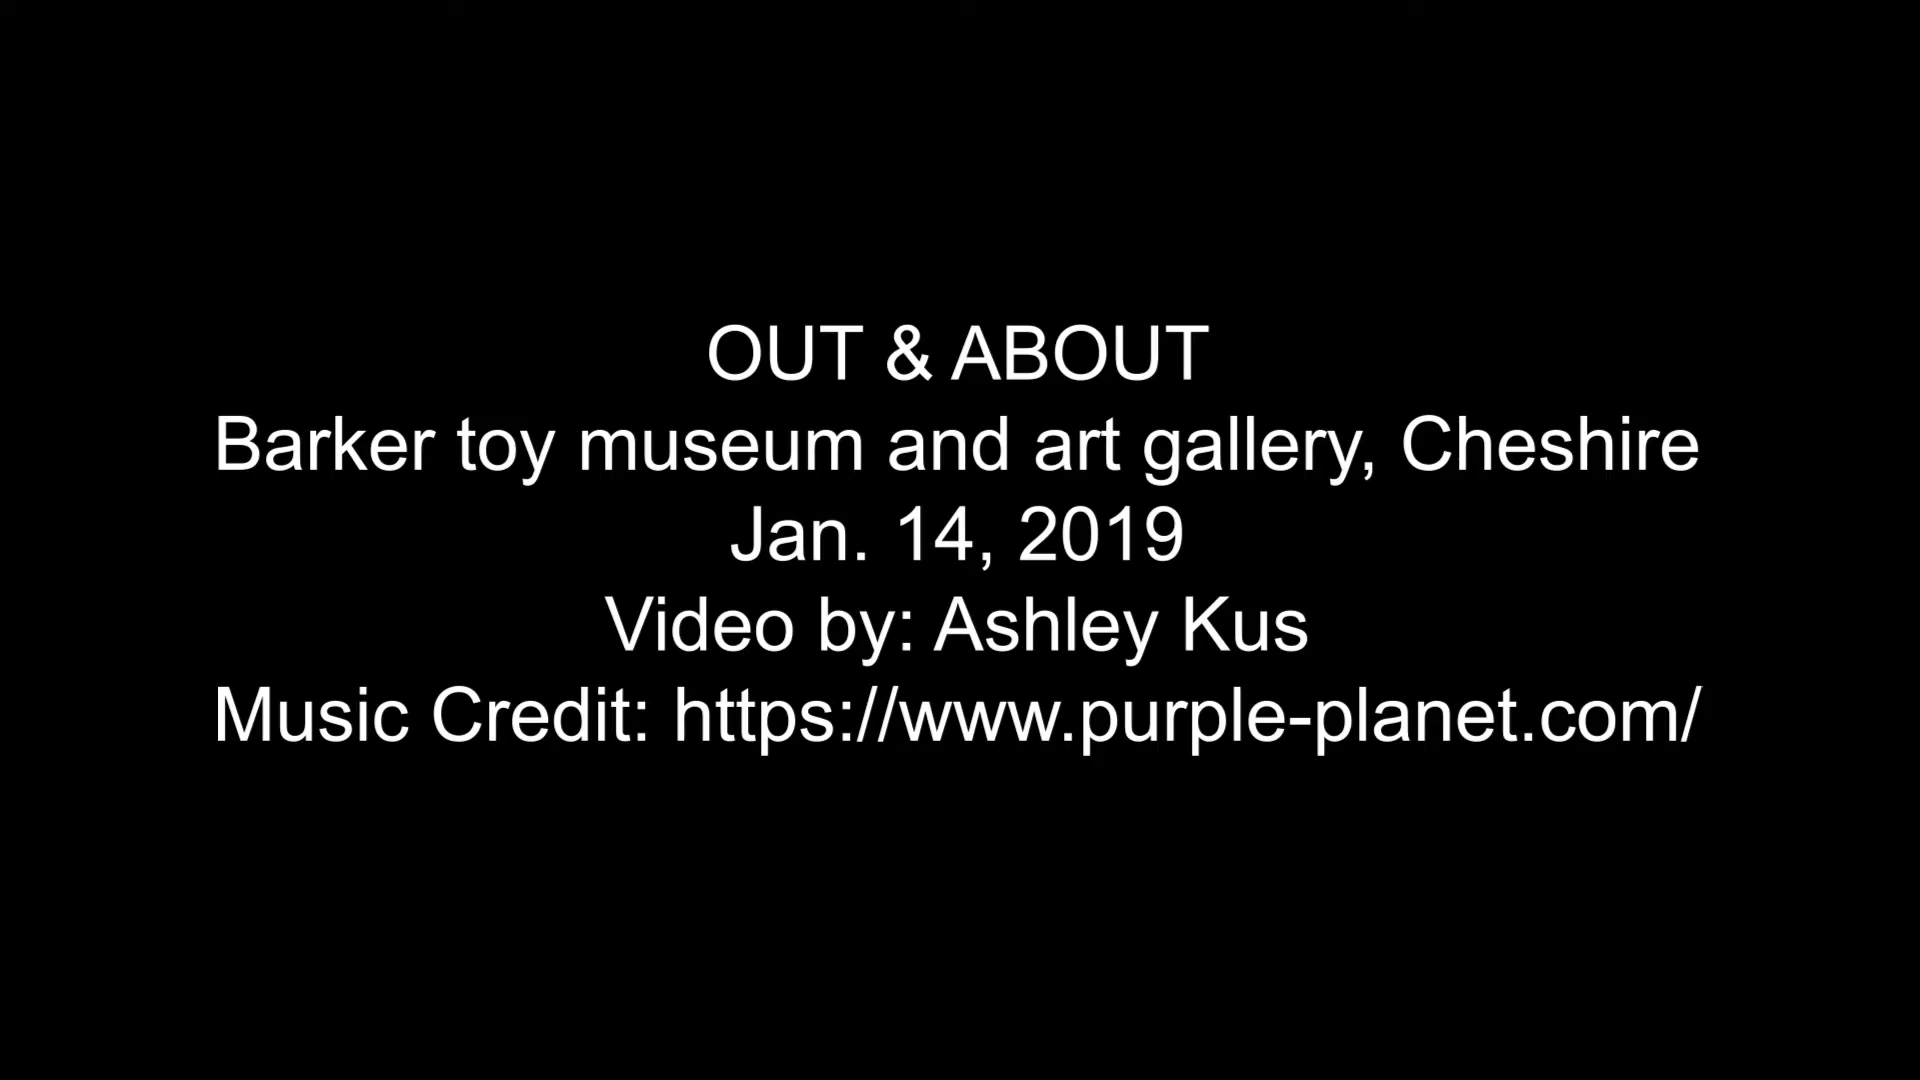 OUT & ABOUT
Barker toy museum and art gallery, Cheshire
Jan. 14, 2019
Video by: Ashley Kus
Music Credit: https://www.purple-planet.com/